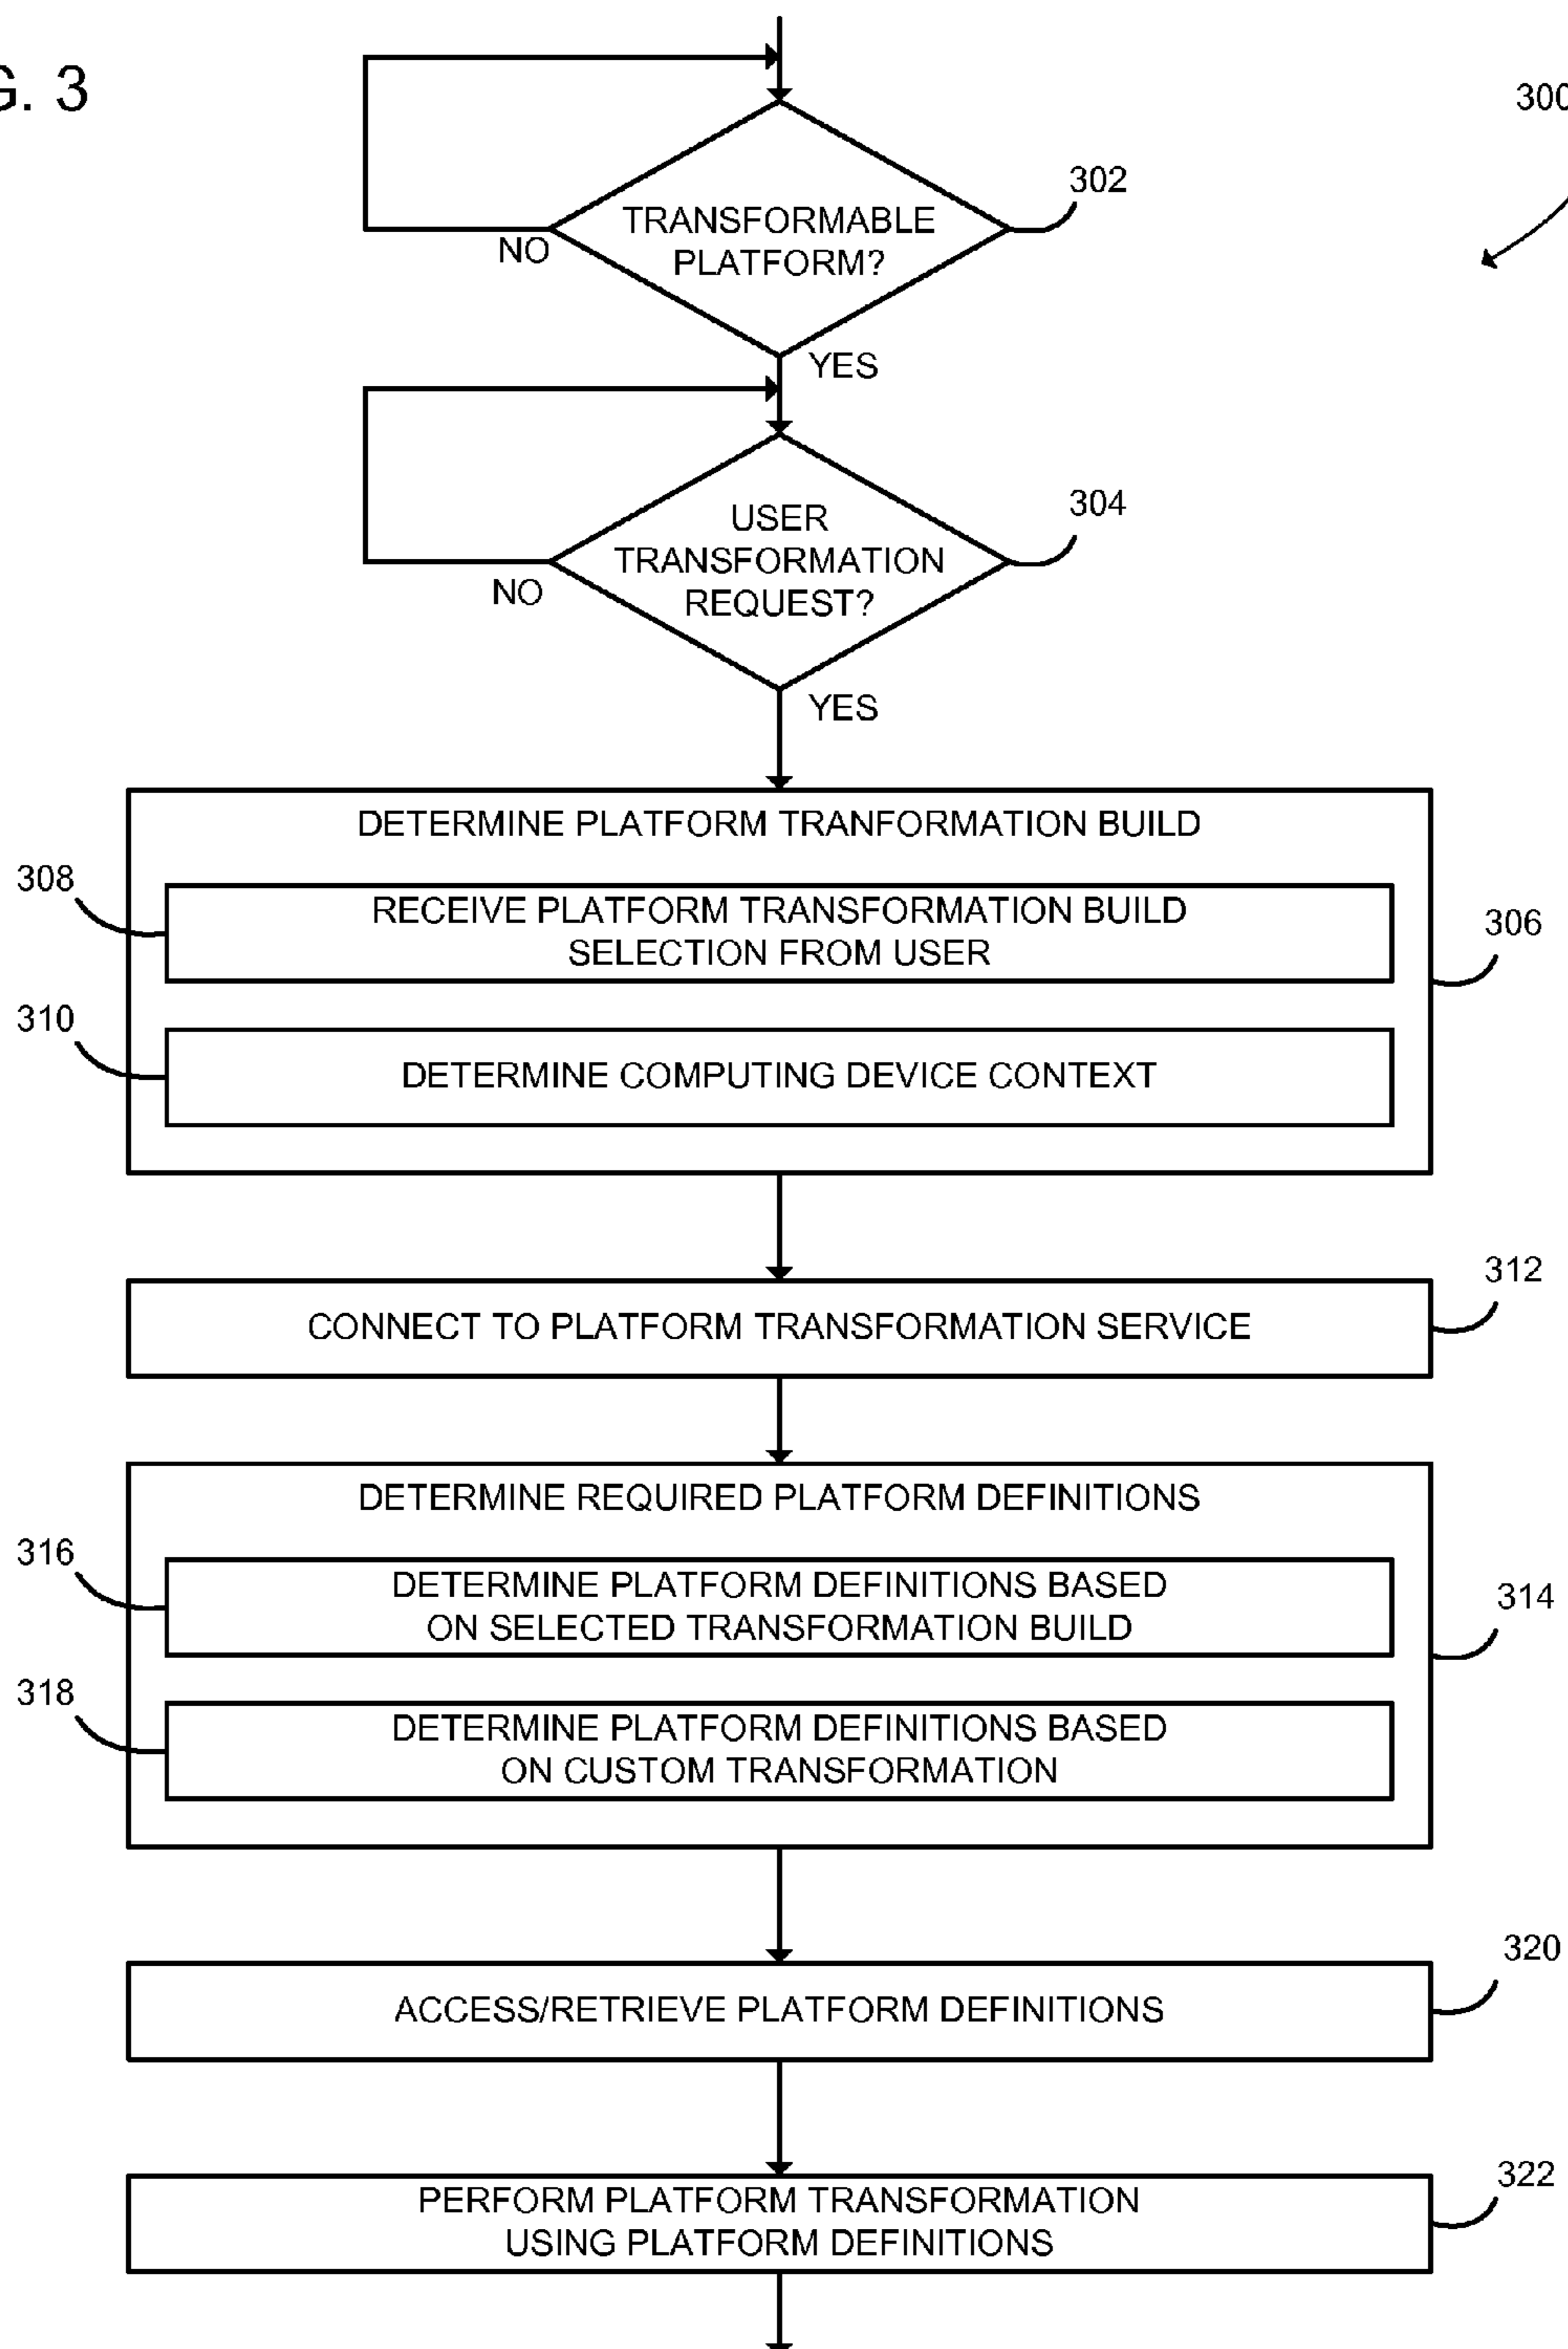 G. 3
300
302
TRANSFORMABLE
PLATFORM?
NO
YES
304
USER
TRANSFORMATION
REQUEST?
NO
YES
DETERMINE PLATFORM TRANFORMATION BUILD
308
RECEIVE PLATFORM TRANSFORMATION BUILD
SELECTION FROM USER
306
310
DETERMINE COMPUTING DEVICE CONTEXT
312
CONNECT TO PLATFORM TRANSFORMATION SERVICE
DETERMINE REQUIRED PLATFORM DEFINITIONS
316
DETERMINE PLATFORM DEFINITIONS BASED
ON SELECTED TRANSFORMATION BUILD
314
318
DETERMINE PLATFORM DEFINITIONS BASED
ON CUSTOM TRANSFORMATION
320
ACCESS/RETRIEVE PLATFORM DEFINITIONS
322
PERFORM PLATFORM TRANSFORMATION
USING PLATFORM DEFINITIONS